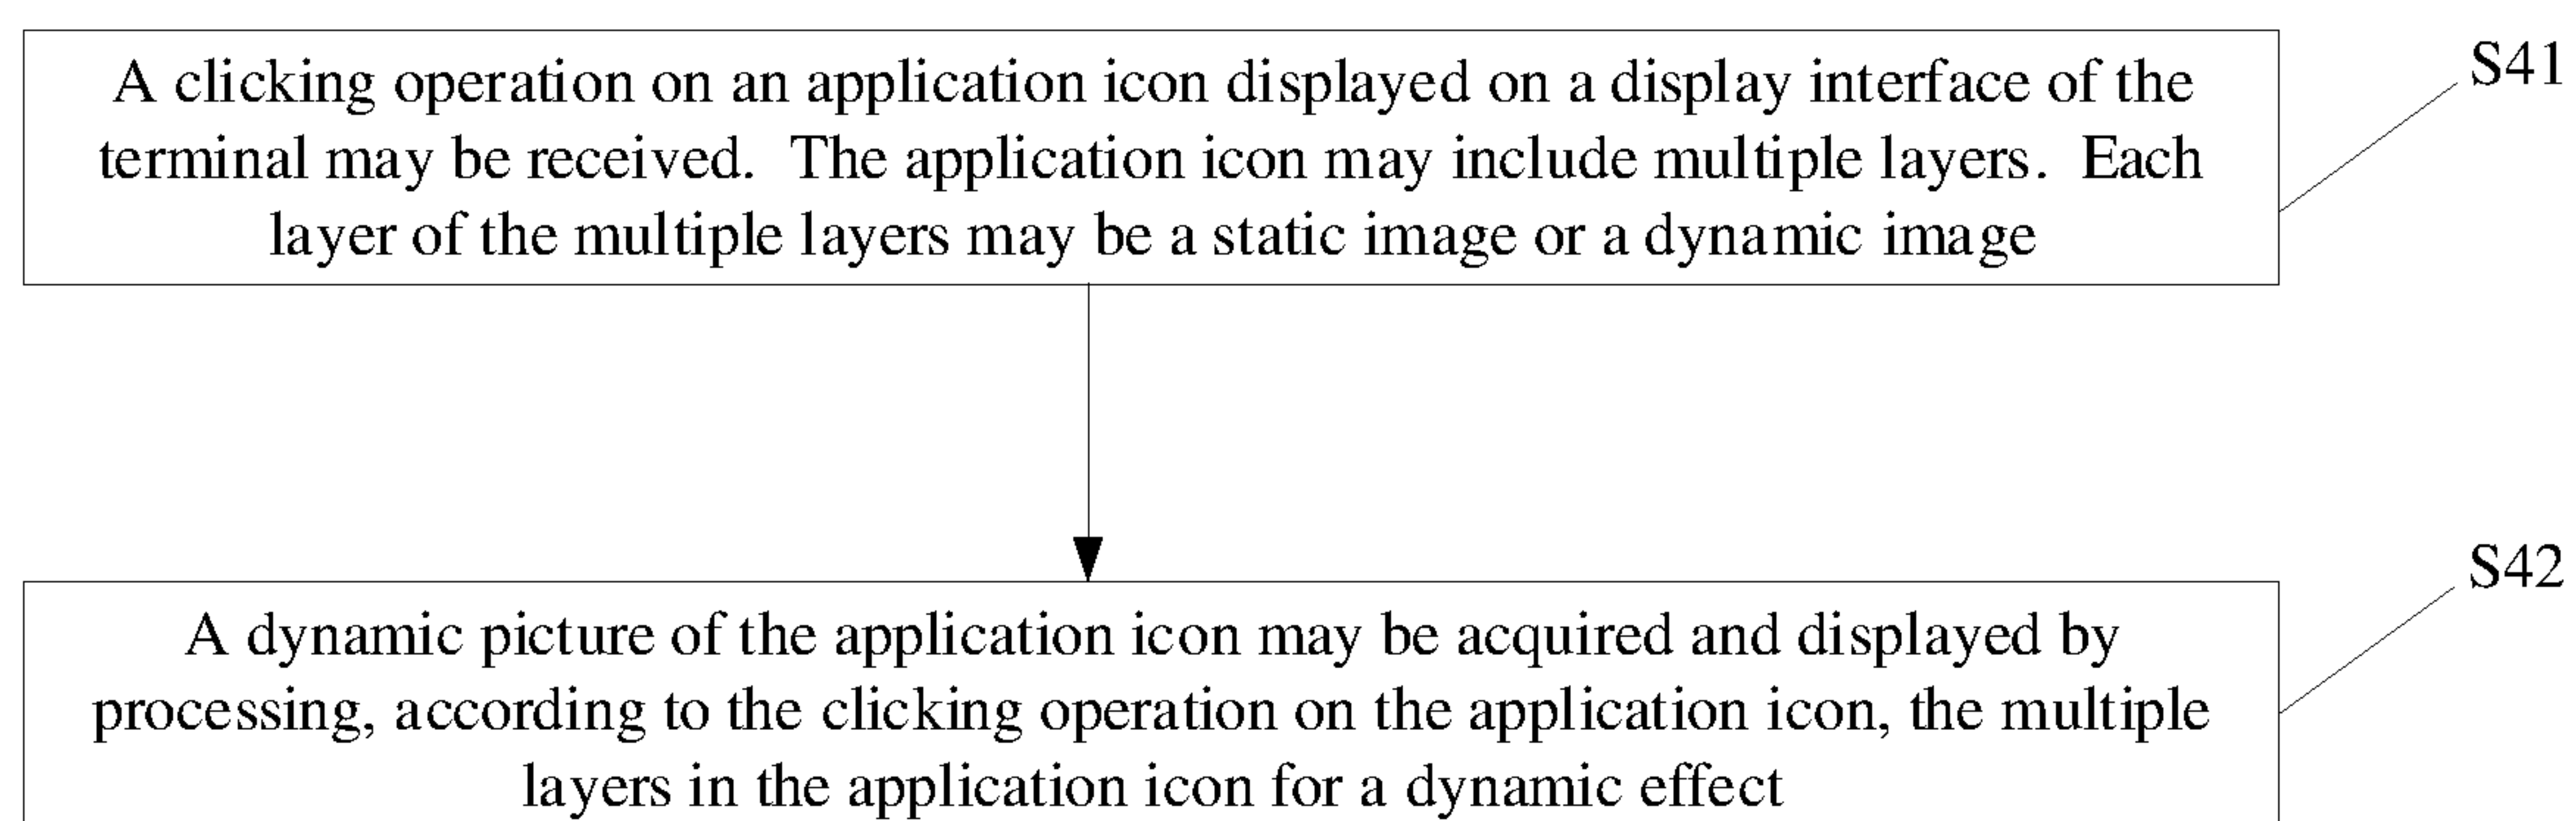 A clicking operation on an application icon displayed on a display interface of the
terminal may be received.  The application icon may include multiple layers.  Each
layer of the multiple layers may be a static image or a dynamic image
S41
A dynamic picture of the application icon may be acquired and displayed by
processing, according to the clicking operation on the application icon, the multiple
layers in the application icon for a dynamic effect
S42